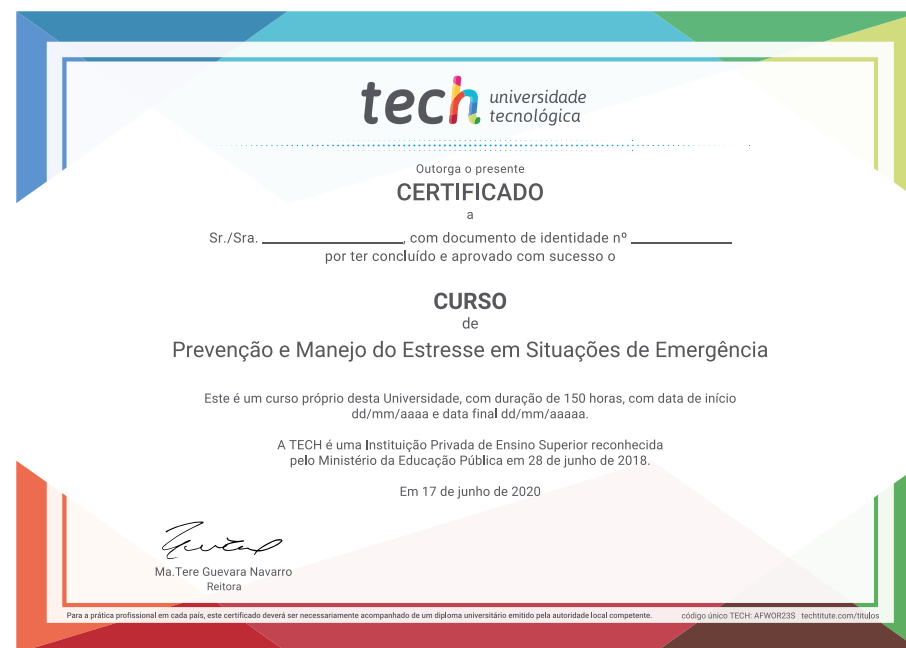 tech universidade
tecnológica
Outorga o presente
CERTIFICADO
a
Sr./Sra. ____________, com documento de identidade nº ____________
por ter concluído e aprovado com sucesso o
CURSO
de
Prevenção e Manejo do Estresse em Situações de Emergência
Este é um curso próprio desta Universidade, com duração de 150 horas, com data de início
dd/mm/aaaa e data final dd/mm/aaaaa.
A TECH é uma Instituição Privada de Ensino Superior reconhecida
pelo Ministério da Educação Pública em 28 de junho de 2018.
Em 17 de junho de 2020
Ma.Tere Guevara Navarro
Reitora
Para a prática profissional em cada país, este certificado deverá ser necessariamente acompanhado de um diploma universitário emitido pela autoridade local competente. código único TECH: AFWOR23S techtitute.com/titulos